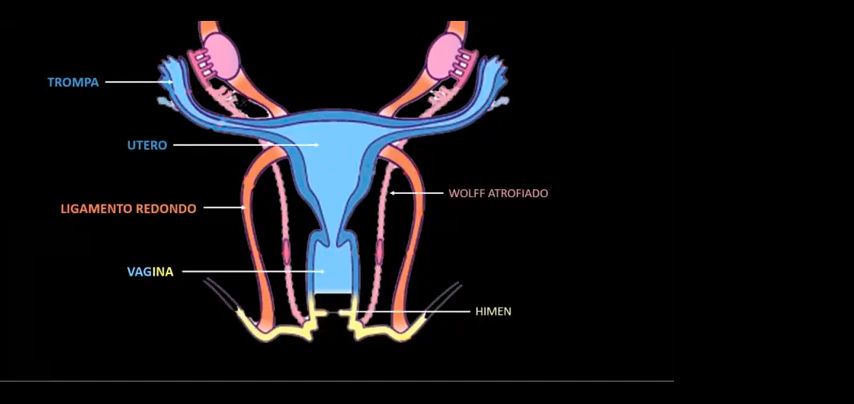 TROMPA
UTERO
WOLFF ATROFIADO
LIGAMENTO REDONDO
VAGINA
HIMEN